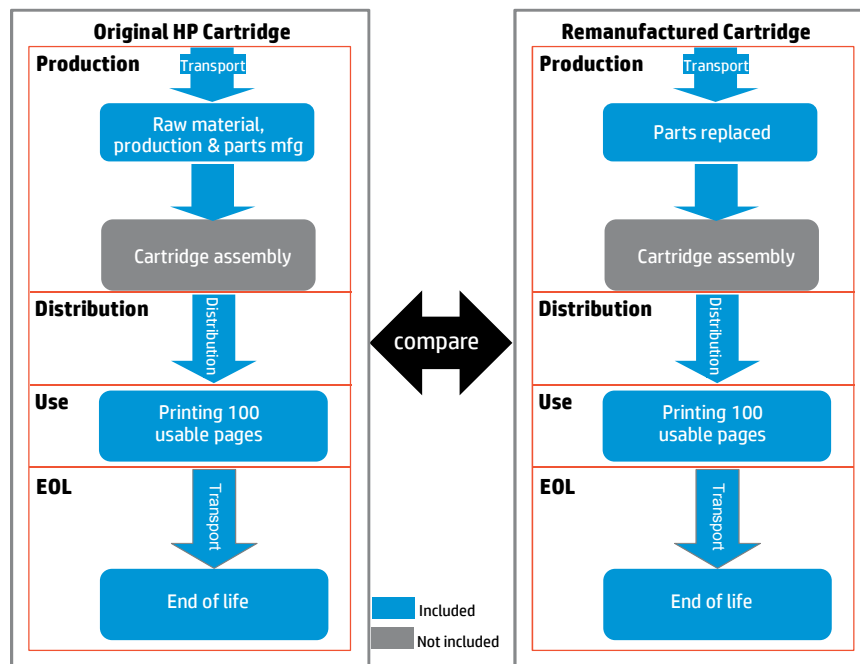 Original HP Cartridge
Production
Transport
Raw material,
production & parts mfg
Cartridge assembly
Distribution
Distribution
Use
Printing 100
usable pages
EOL
Transport
End of life
compare
Included
Not included
Remanufactured Cartridge
Production
Transport
Parts replaced
Cartridge assembly
Distribution
Distribution
Use
Printing 100
usable pages
EOL
Transport
End of life